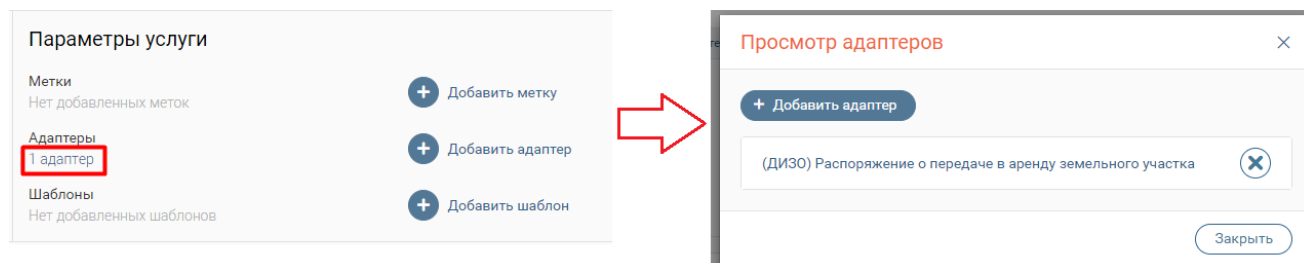 Параметры услуги
Метки
Нет добавленных меток
Добавить метку
Адаптеры
1 адаптер
Добавить адаптер
Шаблоны
Нет добавленных шаблонов
Добавить шаблон
Просмотр адаптеров
+ Добавить адаптер
(ДИЗО) Распоряжение о передаче в аренду земельного участка
Закрыть